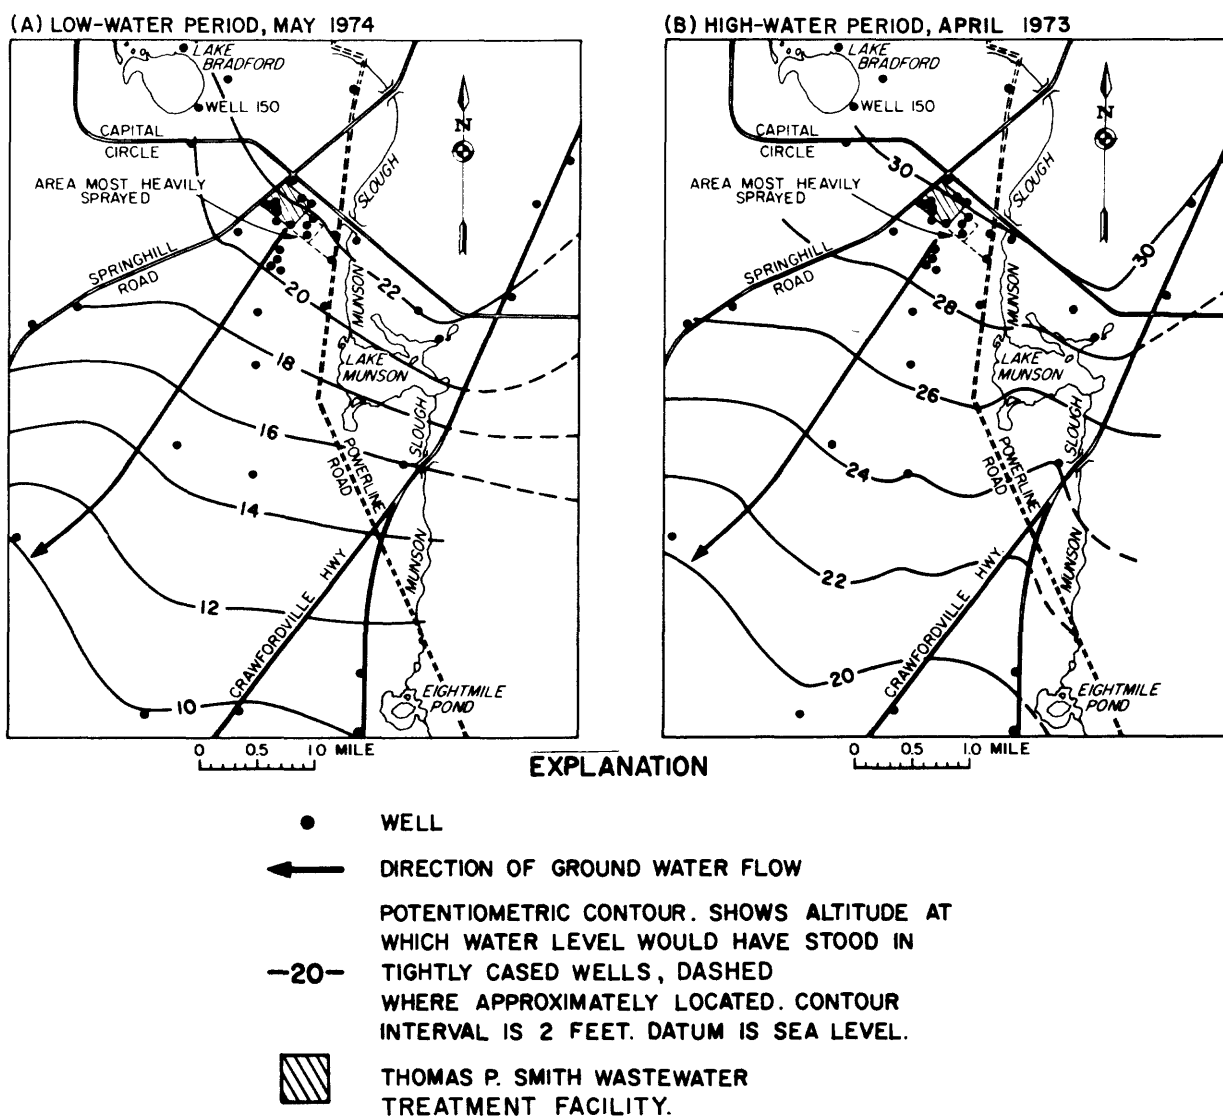 (A) LOW-WATER PERIOD, MAY 1974
LAKE
BRADFORD
WELL 150
CAPITAL
CIRCLE
N
SLOUGH
AREA MOST HEAVILY
SPRAYED
SPRINGHILL
ROAD
22
20
MUNSON
18
LAKE
MUNSON
16
SLOUGH
POWERLINE
ROAD
14
MUNSON
CRAWFORDVILLE HWY
12
10
EIGHTMILE
POND
0 0.5 1.0 MILE
(B) HIGH-WATER PERIOD, APRIL 1973
LAKE
BRADFORD
WELL 150
CAPITAL
CIRCLE
N
30
SLOUGH
AREA MOST HEAVILY
SPRAYED
SPRINGHILL
ROAD
30
28
MUNSON
LAKE
MUNSON
26
SLOUGH
24
POWERLINE
ROAD
MUNSON
22
CRAWFORDVILLE HWY.
20
EIGHTMILE
POND
0 0.5 1.0 MILE
EXPLANATION
WELL
DIRECTION OF GROUND WATER FLOW
POTENTIOMETRIC CONTOUR. SHOWS ALTITUDE AT
WHICH WATER LEVEL WOULD HAVE STOOD IN
-20- TIGHTLY CASED WELLS, DASHED
WHERE APPROXIMATELY LOCATED. CONTOUR
INTERVAL IS 2 FEET. DATUM IS SEA LEVEL.
THOMAS P. SMITH WASTEWATER
TREATMENT FACILITY.